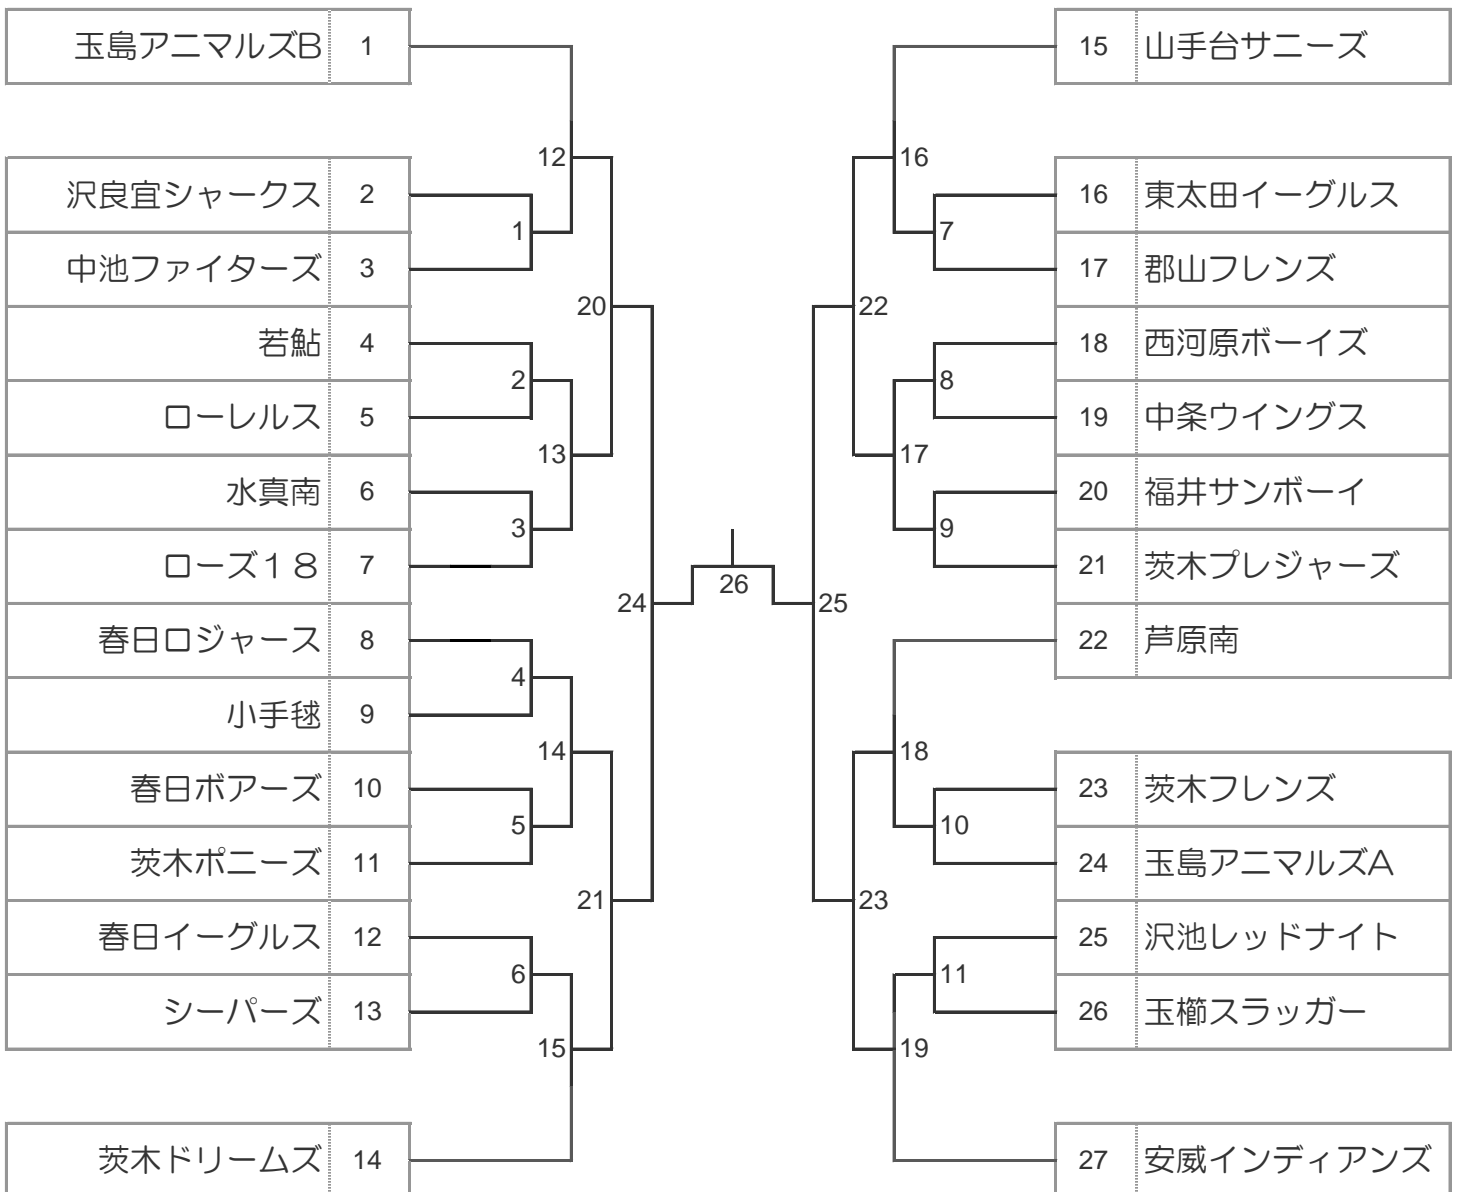 玉島アニマルズB 1
12
沢良宜シャークス 2
1
中池ファイターズ 3
20
若鮎 4
2
ローレルス 5
13
水真南 6
3
ローズ１８ 7
24
春日ロジャース 8
4
小手毬 9
14
春日ボアーズ 10
5
茨木ポニーズ 11
21
春日イーグルス 12
6
シーパーズ 13
15
茨木ドリームズ 14
26
15 山手台サニーズ
16
16 東太田イーグルス
7
17 郡山フレンズ
22
18 西河原ボーイズ
8
19 中条ウイングス
17
20 福井サンボーイ
9
21 茨木プレジャーズ
25
22 芦原南
18
23 茨木フレンズ
10
24 玉島アニマルズA
23
25 沢池レッドナイト
11
26 玉櫛スラッガー
19
27 安威インディアンズ